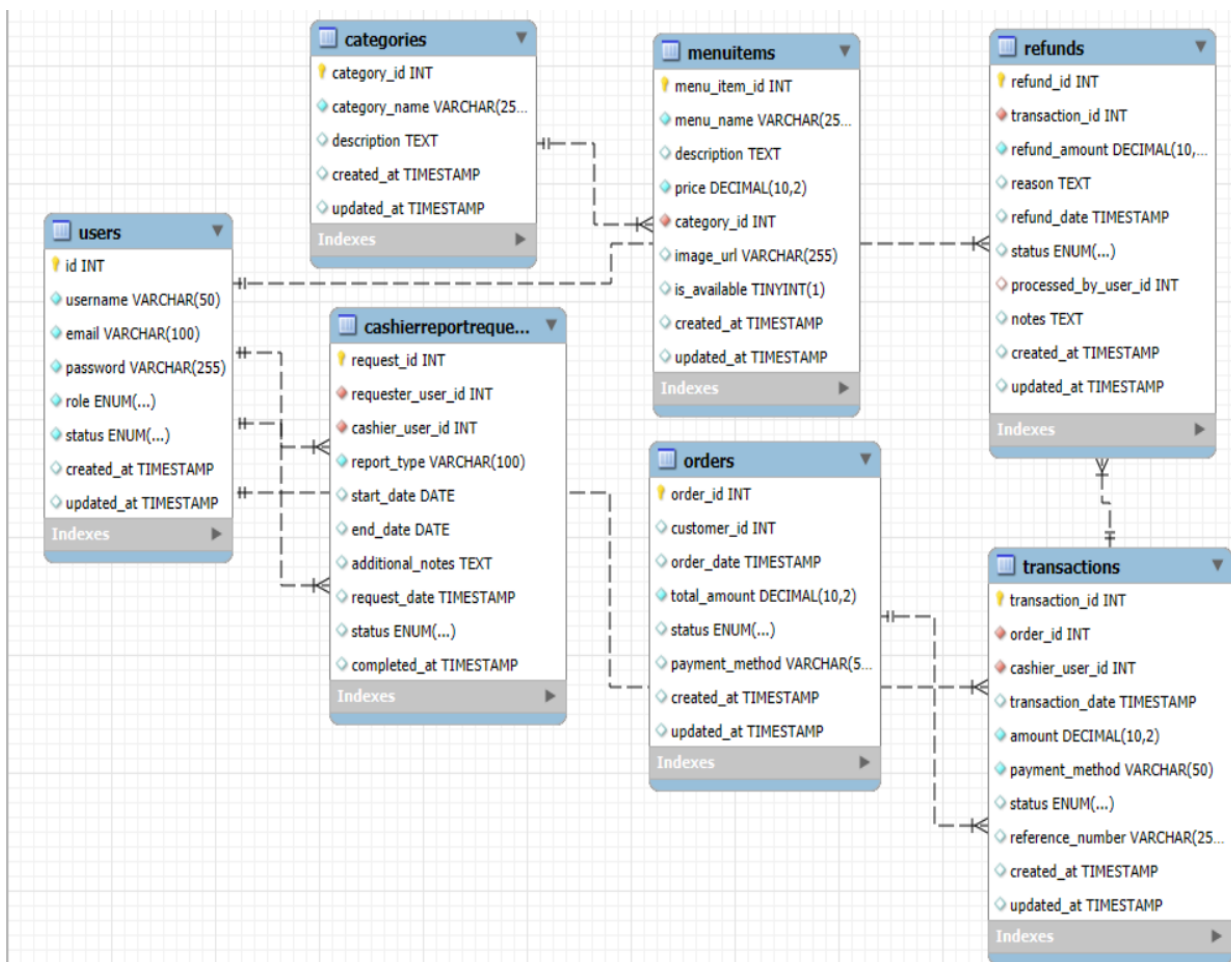 categories
category_id INT
category_name VARCHAR(25...
description TEXT
created_at TIMESTAMP
updated_at TIMESTAMP
Indexes
menuitems
menu_item_id INT
menu_name VARCHAR(25...
description TEXT
price DECIMAL(10,2)
category_id INT
image_url VARCHAR(255)
is_available TINYINT(1)
created_at TIMESTAMP
updated_at TIMESTAMP
Indexes
refunds
refund_id INT
transaction_id INT
refund_amount DECIMAL(10,...
reason TEXT
refund_date TIMESTAMP
status ENUM(...)
processed_by_user_id INT
notes TEXT
created_at TIMESTAMP
updated_at TIMESTAMP
Indexes
users
id INT
username VARCHAR(50)
email VARCHAR(100)
password VARCHAR(255)
role ENUM(...)
status ENUM(...)
created_at TIMESTAMP
updated_at TIMESTAMP
Indexes
cashierreportreque...
request_id INT
requester_user_id INT
cashier_user_id INT
report_type VARCHAR(100)
start_date DATE
end_date DATE
additional_notes TEXT
request_date TIMESTAMP
status ENUM(...)
completed_at TIMESTAMP
Indexes
orders
order_id INT
customer_id INT
order_date TIMESTAMP
total_amount DECIMAL(10,2)
status ENUM(...)
payment_method VARCHAR(5...
created_at TIMESTAMP
updated_at TIMESTAMP
Indexes
transactions
transaction_id INT
order_id INT
cashier_user_id INT
transaction_date TIMESTAMP
amount DECIMAL(10,2)
payment_method VARCHAR(50)
status ENUM(...)
reference_number VARCHAR(25...
created_at TIMESTAMP
updated_at TIMESTAMP
Indexes